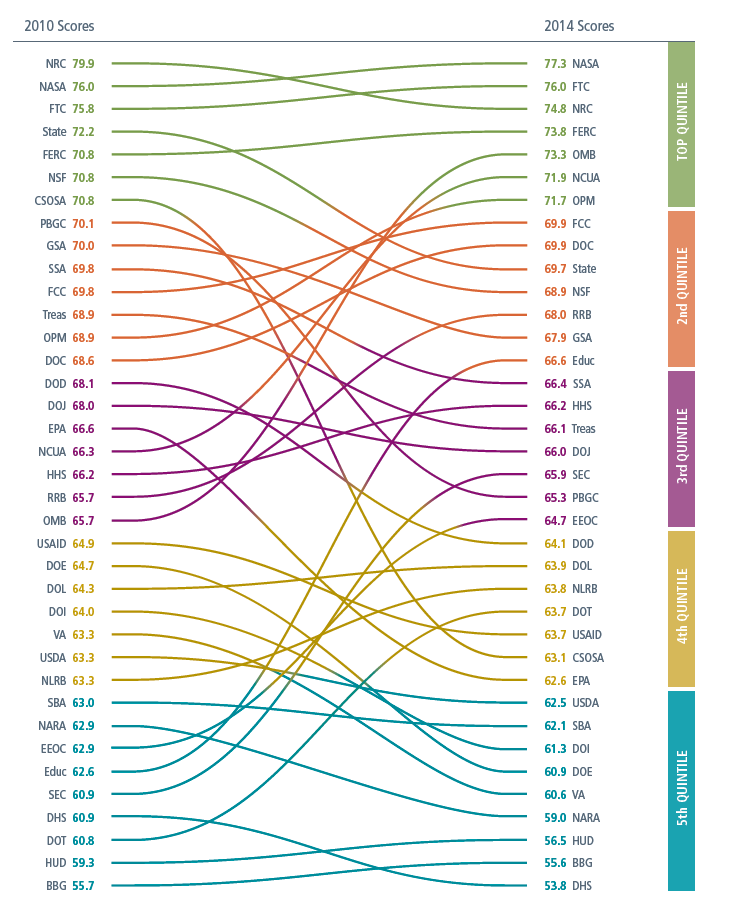 2010 Scores 2014 Scores
NRC 79.9 77.3 NASA
NASA 76.0 76.0 FTC
FTC 75.8 74.8 NRC
State 72.2 73.8 FERC
FERC 70.8 73.3 OMB
NSF 70.8 71.9 NCUA
CSOSA 70.8 71.7 OPM
TOP QUINTILE
PBGC 70.1 69.9 FCC
GSA 70.0 69.9 DOC
SSA 69.8 69.7 State
FCC 69.8 68.9 NSF
Treas 68.9 68.0 RRB
OPM 68.9 67.9 GSA
DOC 68.6 66.6 Educ
2nd QUINTILE
DOD 68.1 66.4 SSA
DOJ 68.0 66.2 HHS
EPA 66.6 66.1 Treas
NCUA 66.3 66.0 DOJ
HHS 66.2 65.9 SEC
RRB 65.7 65.3 PBGC
OMB 65.7 64.7 EEOC
3rd QUINTILE
USAID 64.9 64.1 DOD
DOE 64.7 63.9 DOL
DOL 64.3 63.8 NLRB
DOI 64.0 63.7 DOT
VA 63.3 63.7 USAID
USDA 63.3 63.1 CSOSA
NLRB 63.3 62.6 EPA
4th QUINTILE
SBA 63.0 62.5 USDA
NARA 62.9 62.1 SBA
EEOC 62.9 61.3 DOI
Educ 62.6 60.9 DOE
SEC 60.9 60.6 VA
DHS 60.9 59.0 NARA
DOT 60.8 56.5 HUD
HUD 59.3 55.6 BBG
BBG 55.7 53.8 DHS
5th QUINTILE